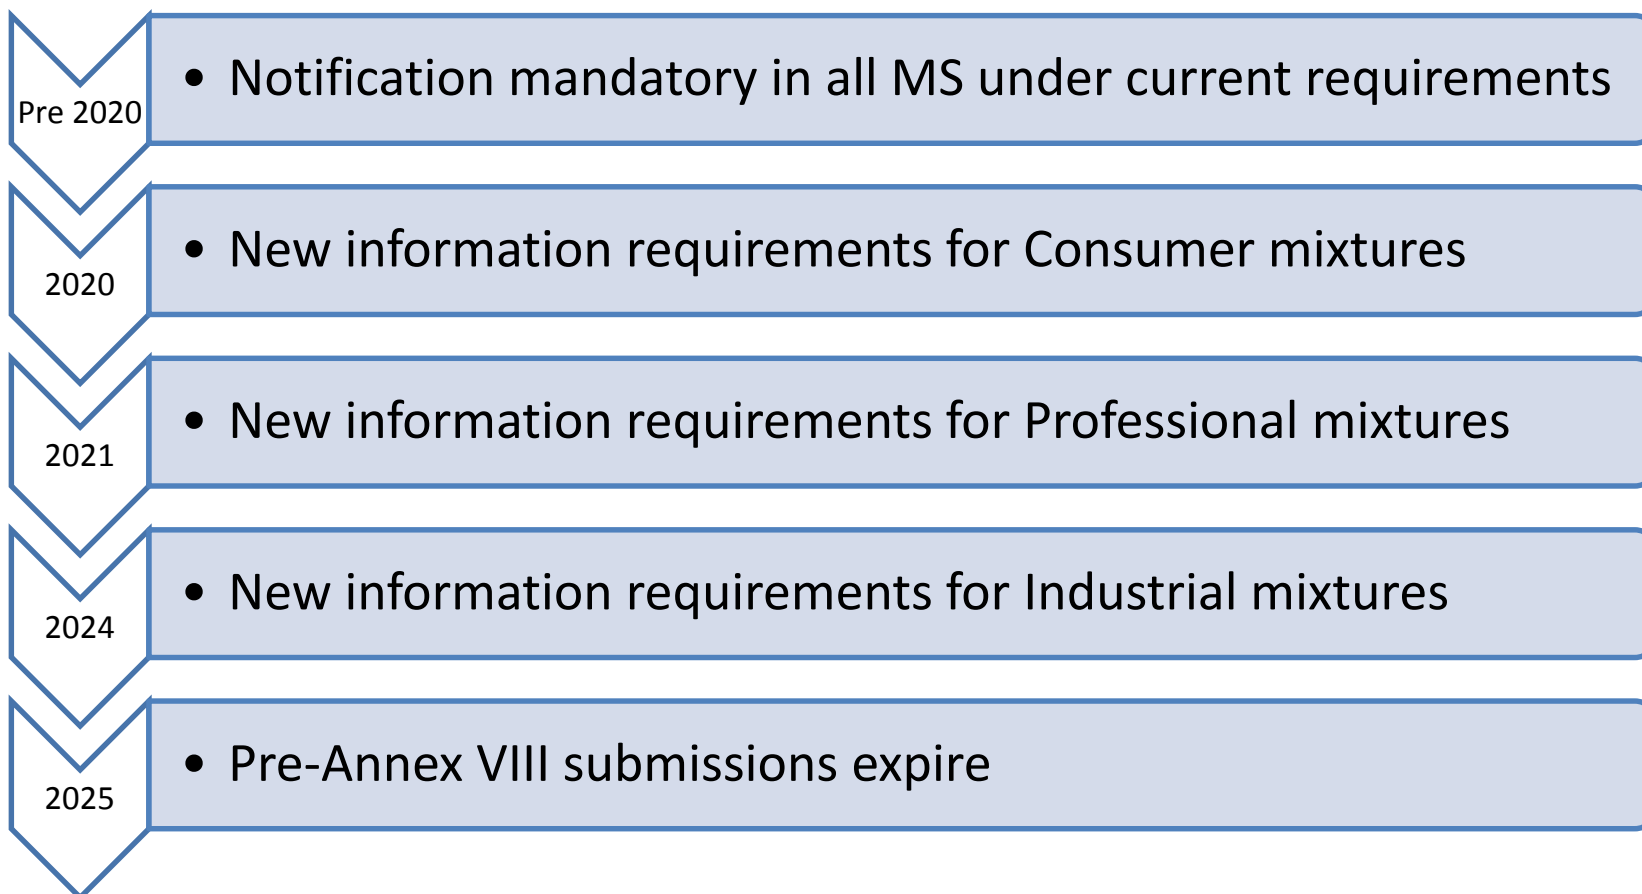 Pre 2020
• Notification mandatory in all MS under current requirements
2020
• New information requirements for Consumer mixtures
2021
• New information requirements for Professional mixtures
2024
• New information requirements for Industrial mixtures
2025
• Pre-Annex VIII submissions expire